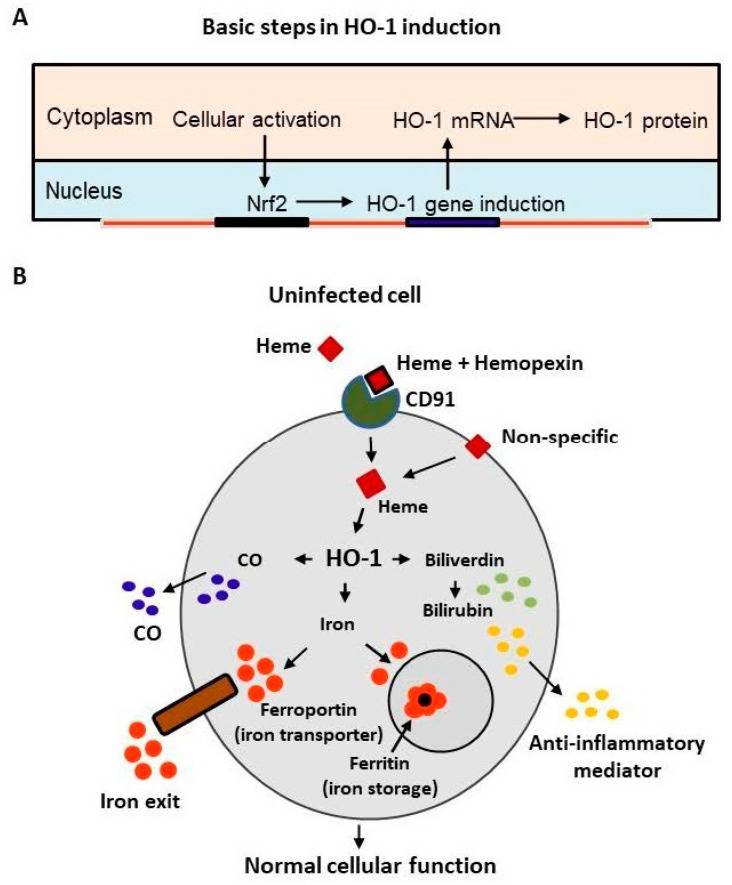 A
Basic steps in HO-1 induction
Cytoplasm Cellular activation HO-1 mRNA HO-1 protein
Nucleus Nrf2 HO-1 gene induction
B
Uninfected cell
Heme
Heme + Hemopexin
CD91
Non-specific
Heme
CO HO-1 Biliverdin
Bilirubin
CO
Iron
Ferroportin
(iron transporter)
Anti-inflammatory
mediator
Ferritin
(iron storage)
Iron exit
Normal cellular function